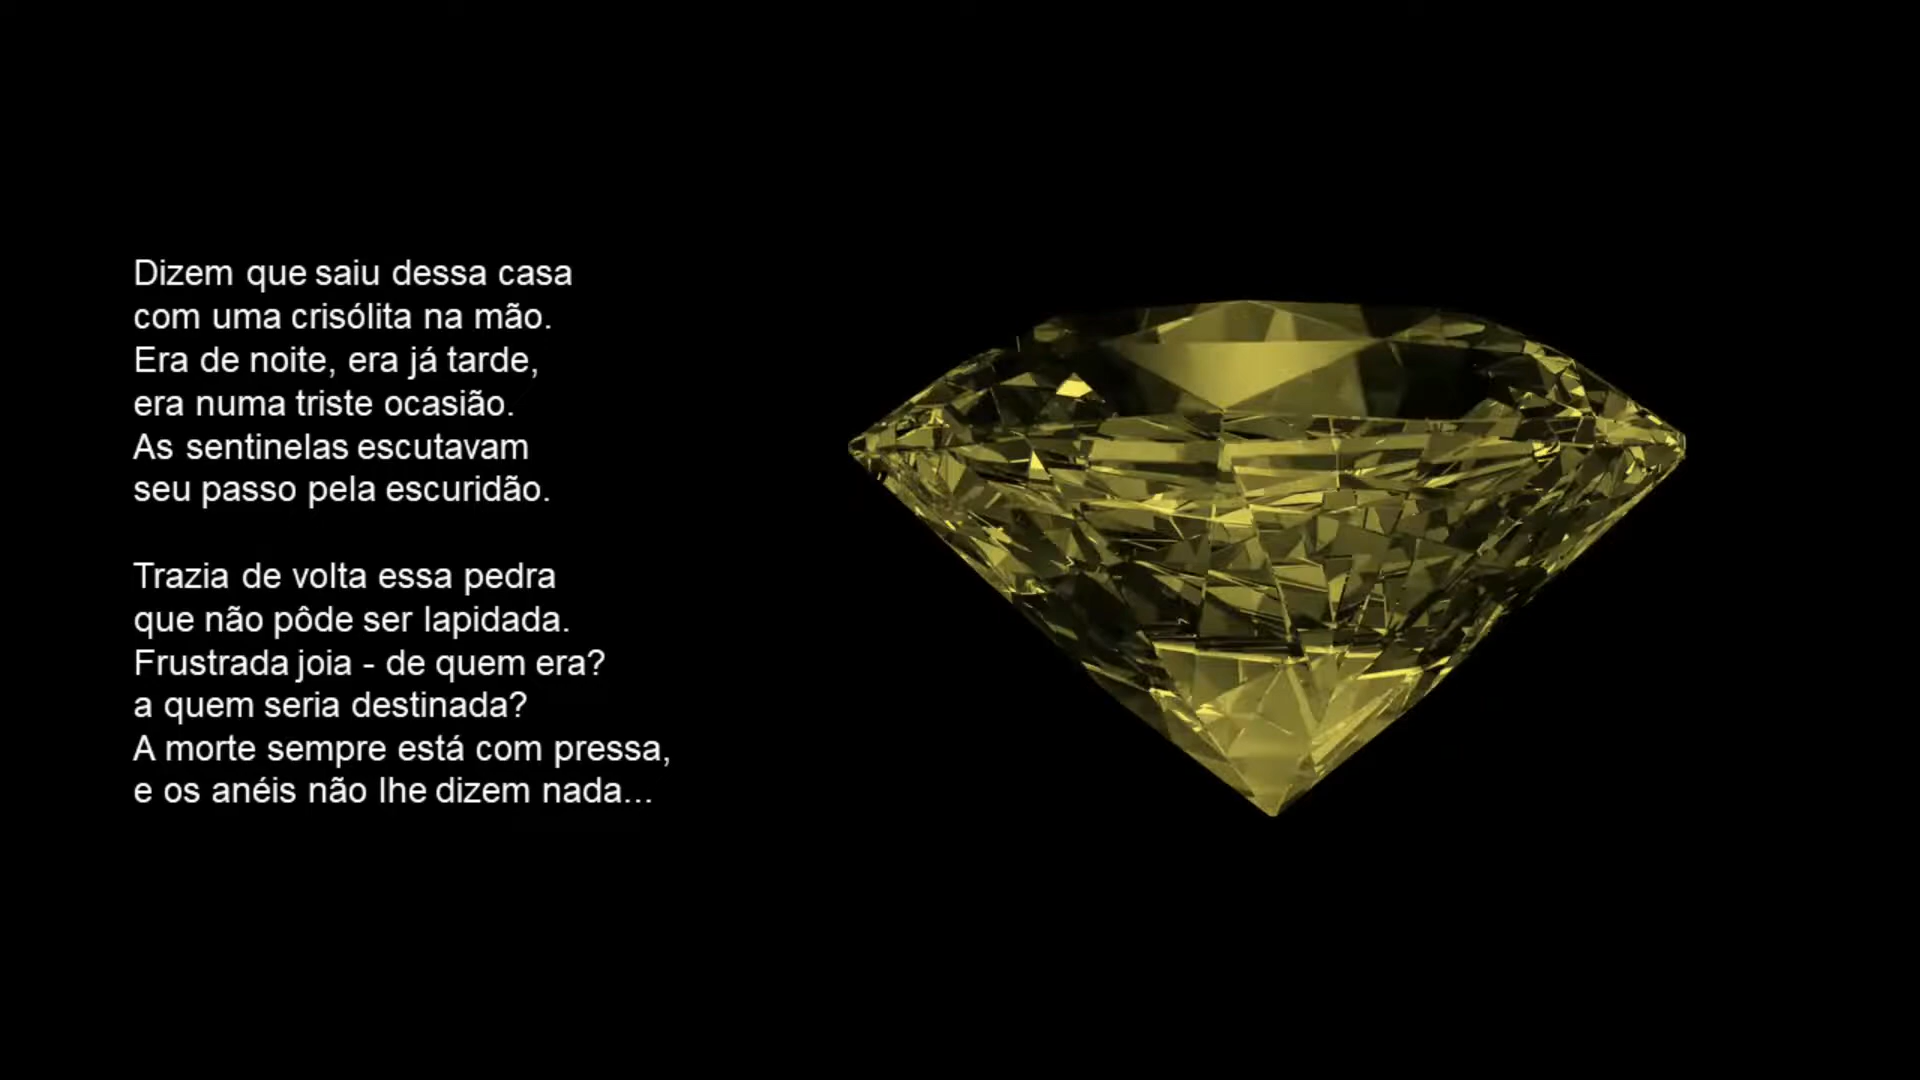 Dizem que saiu dessa casa
com uma crisólita na mão.
Era de noite, era já tarde,
era numa triste ocasião.
As sentinelas escutavam
seu passo pela escuridão.
Trazia de volta essa pedra
que não pôde ser lapidada.
Frustrada joia - de quem era?
a quem seria destinada?
A morte sempre está com pressa,
e os anéis não lhe dizem nada...